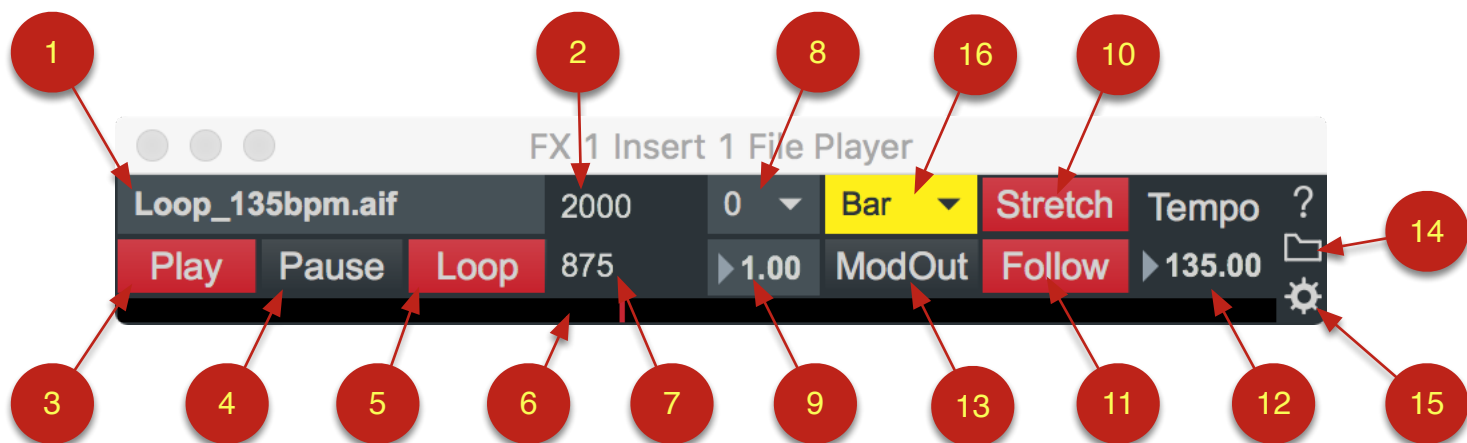 1 2 8 16 10
FX 1 Insert 1 File Player
Loop_135bpm.aif 2000 0 Bar Stretch Tempo ?
14
Play Pause Loop 875 1.00 ModOut Follow 135.00
3 4 5 6 7 9 13 11 12 15